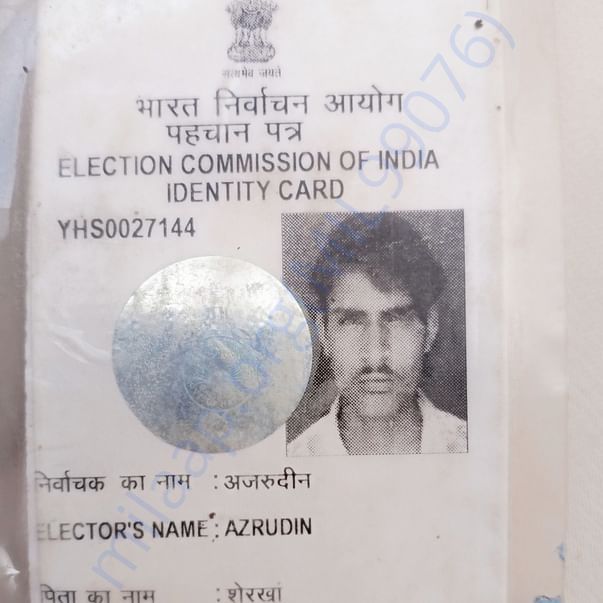 सत्यमेव जयते
भारत निर्वाचन आयोग
पहचान पत्र
ELECTION COMMISSION OF INDIA
IDENTITY CARD
YHS0027144
निर्वाचक का नाम : अजरुदीन
ELECTOR'S NAME : AZRUDIN
पिता का नाम : शेरखां